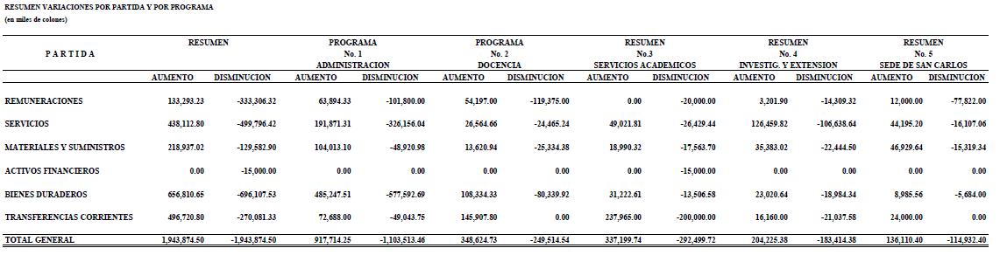 RESUMEN VARIACIONES POR PARTIDA Y POR PROGRAMA
(en miles de colones)
RESUMEN PROGRAMA PROGRAMA RESUMEN RESUMEN RESUMEN
P A R T I D A No. 1 No. 2 No.3 No. 4 No. 5
ADMINISTRACION DOCENCIA SERVICIOS ACADEMICOS INVESTIG. Y EXTENSION SEDE DE SAN CARLOS
AUMENTO DISMINUCION AUMENTO DISMINUCION AUMENTO DISMINUCION AUMENTO DISMINUCION AUMENTO DISMINUCION AUMENTO DISMINUCION
REMUNERACIONES 133,293.23 -333,306.32 63,894.33 -101,800.00 54,197.00 -119,375.00 0.00 -20,000.00 3,201.90 -14,309.32 12,000.00 -77,822.00
SERVICIOS 438,112.80 -499,796.42 191,871.31 -326,156.04 26,564.66 -24,465.24 49,021.81 -26,429.44 126,459.82 -106,638.64 44,195.20 -16,107.06
MATERIALES Y SUMINISTROS 218,937.02 -129,582.90 104,013.10 -48,920.98 13,620.94 -25,334.38 18,990.32 -17,563.70 35,383.02 -22,444.50 46,929.64 -15,319.34
ACTIVOS FINANCIEROS 0.00 -15,000.00 0.00 0.00 0.00 0.00 0.00 -15,000.00 0.00 0.00 0.00 0.00
BIENES DURADEROS 656,810.65 -696,107.53 485,247.51 -577,592.69 108,334.33 -80,339.92 31,222.61 -13,506.58 23,020.64 -18,984.34 8,985.56 -5,684.00
TRANSFERENCIAS CORRIENTES 496,720.80 -270,081.33 72,688.00 -49,043.75 145,907.80 0.00 237,965.00 -200,000.00 16,160.00 -21,037.58 24,000.00 0.00
TOTAL GENERAL 1,943,874.50 -1,943,874.50 917,714.25 -1,103,513.46 348,624.73 -249,514.54 337,199.74 -292,499.72 204,225.38 -183,414.38 136,110.40 -114,932.40